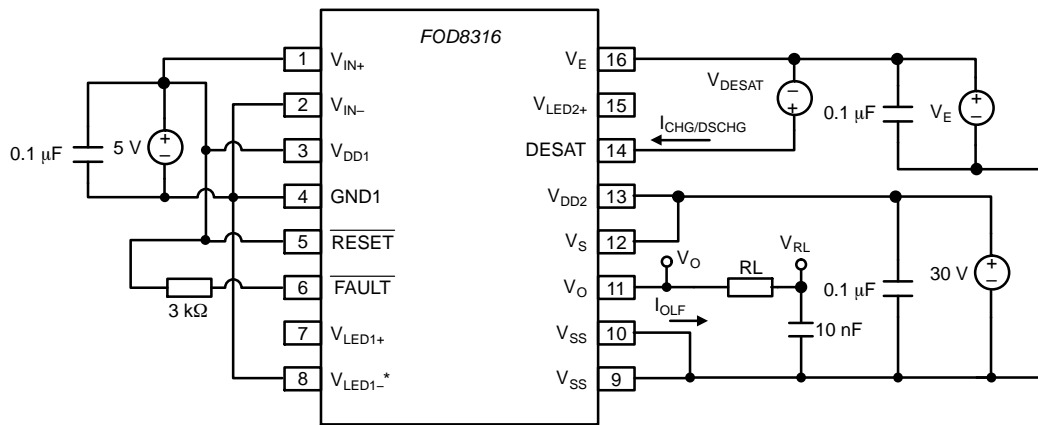 FOD8316
1 VIN+
2 VIN–
3 VDD1
4 GND1
5 RESET
6 FAULT
7 VLED1+
8 VLED1–*
VE 16
VLED2+ 15
DESAT 14
VDD2 13
VS 12
VO 11
VSS 10
VSS 9
0.1 μF
5 V
+
–
3 kΩ
VDESAT
–
+
ICHG/DSCHG
0.1 μF
VE
+
–
VO
RL
VRL
IOLF
10 nF
0.1 μF
30 V
+
–